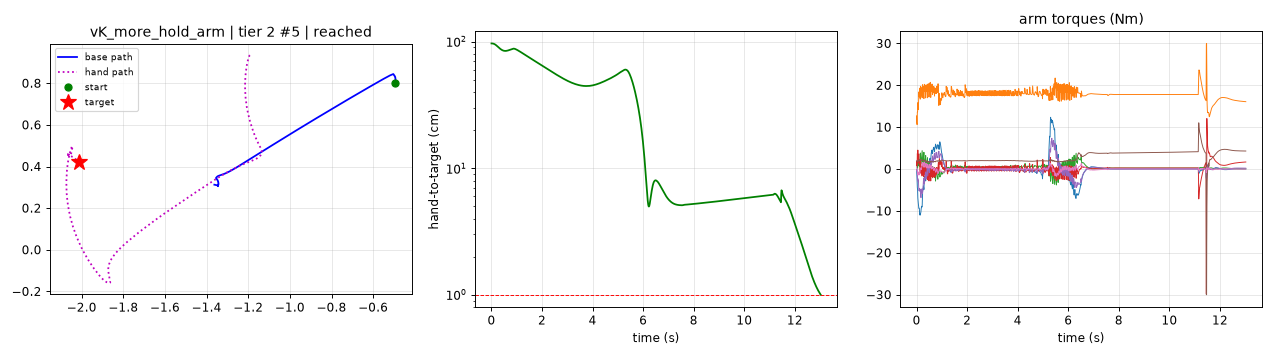 vK_more_hold_arm | tier 2 #5 | reached
base path
hand path
start
target
0.8
0.6
0.4
0.2
0.0
−0.2
−2.0 −1.8 −1.6 −1.4 −1.2 −1.0 −0.8 −0.6
hand-to-target (cm)
10²
10¹
10⁰
0 2 4 6 8 10 12
time (s)
arm torques (Nm)
30
20
10
0
−10
−20
−30
0 2 4 6 8 10 12
time (s)